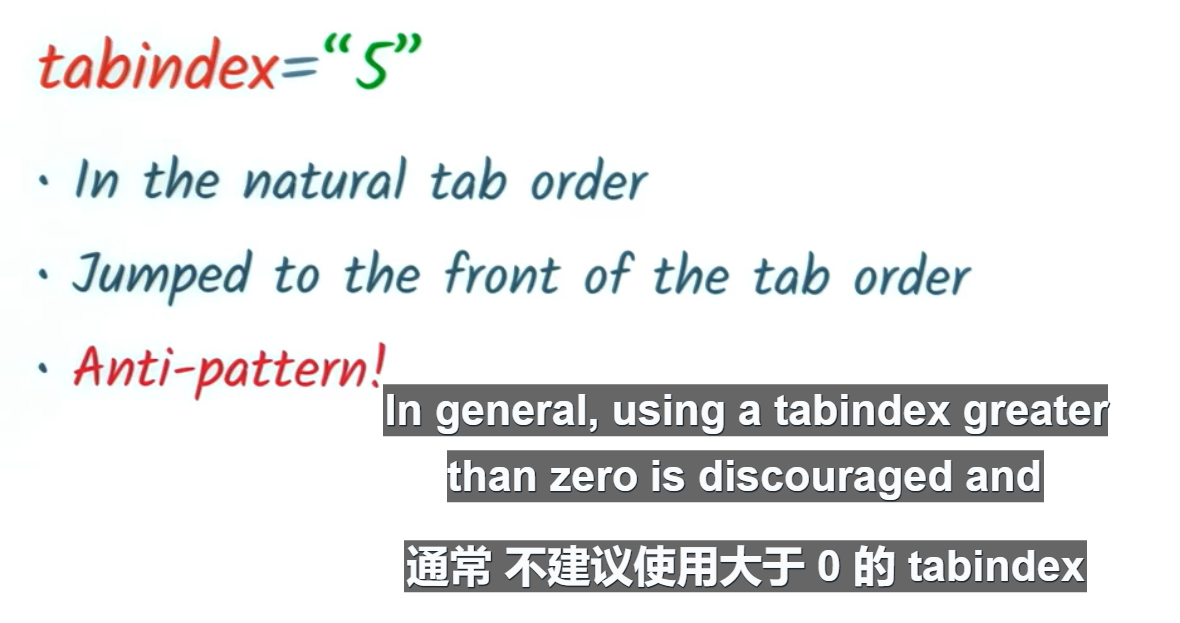 tabindex=“5”
• In the natural tab order
• Jumped to the front of the tab order
• Anti-pattern!
In general, using a tabindex greater
than zero is discouraged and
通常 不建议使用大于 0 的 tabindex